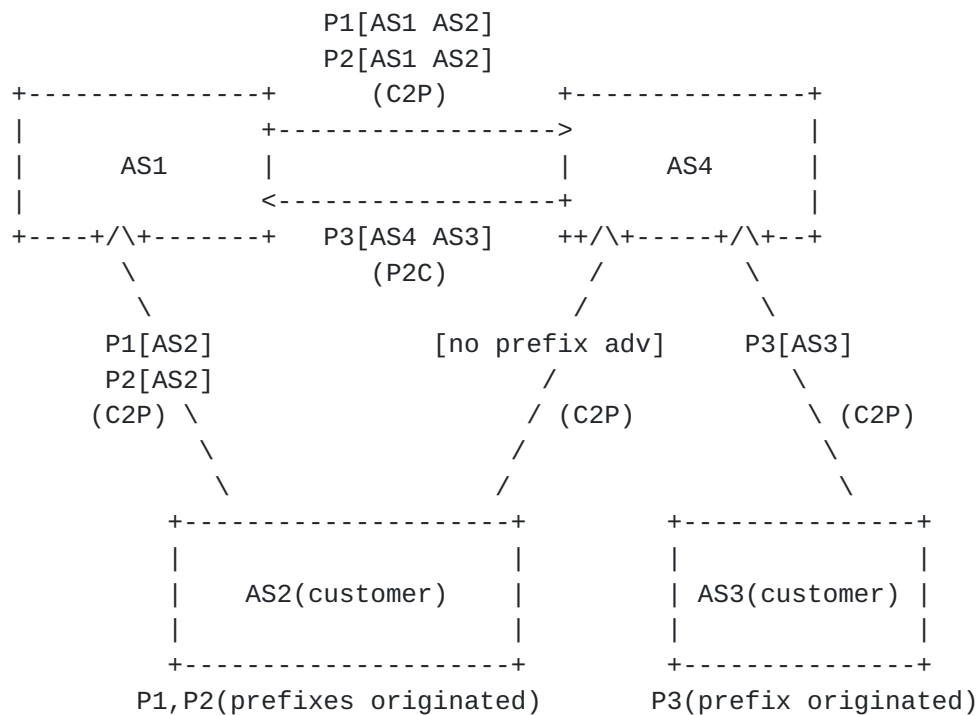 P1[AS1 AS2]
P2[AS1 AS2]
+---------------+ (C2P) +---------------+
| +------------------> |
| AS1 | | AS4 |
| <------------------+ |
+----+/\+-------+ P3[AS4 AS3] ++/\+-----+/\+--+
\ (P2C) / \
\ / \
P1[AS2] [no prefix adv] P3[AS3]
P2[AS2] / \
(C2P) \ / (C2P) \ (C2P)
\ / \
\ / \
+---------------------+ +---------------+
| | | |
| AS2(customer) | | AS3(customer) |
| | | |
+---------------------+ +---------------+
P1,P2(prefixes originated) P3(prefix originated)